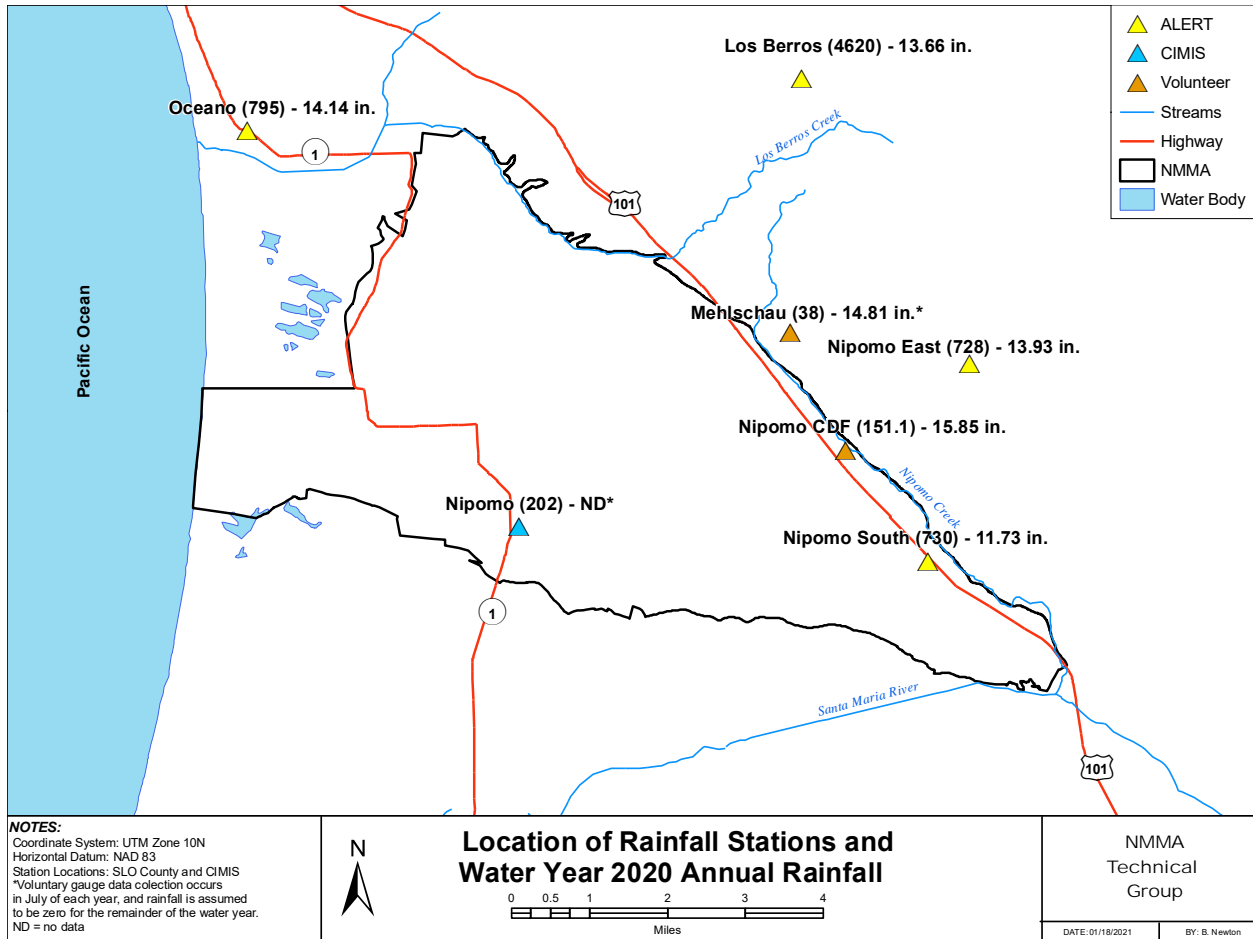 Los Berros (4620) - 13.66 in.
Oceano (795) - 14.14 in.
1
Los Berros Creek
101
Mehlschau (38) - 14.81 in.*
Nipomo East (728) - 13.93 in.
Pacific Ocean
Nipomo CDF (151.1) - 15.85 in.
Nipomo Creek
Nipomo (202) - ND*
Nipomo South (730) - 11.73 in.
1
Santa Maria River
101
ALERT
CIMIS
Volunteer
Streams
Highway
NMMA
Water Body
NOTES:
Coordinate System: UTM Zone 10N
Horizontal Datum: NAD 83
Station Locations: SLO County and CIMIS
*Voluntary gauge data colection occurs
in July of each year, and rainfall is assumed
to be zero for the remainder of the water year.
ND = no data
N
Location of Rainfall Stations and
Water Year 2020 Annual Rainfall
0 0.5 1 2 3 4
Miles
NMMA
Technical
Group
DATE: 01/18/2021
BY: B. Newton